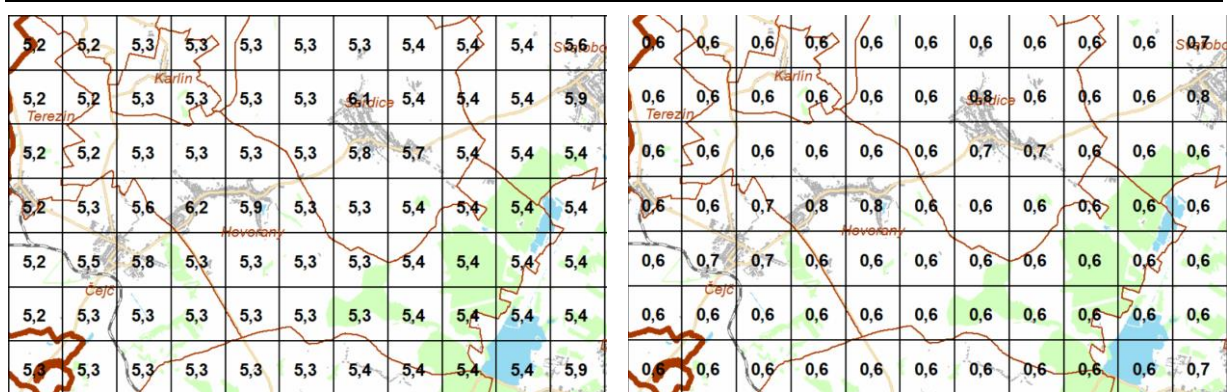 5,2 5,2 5,3 5,3 5,3 5,3 5,3 5,4 5,4 5,4 5,6
Karlín
5,2 5,2 5,3 5,3 5,3 5,3 6,1 5,4 5,4 5,4 5,9
Terezín Šardice
5,2 5,2 5,3 5,3 5,3 5,3 5,8 5,7 5,4 5,4 5,4
5,2 5,3 5,6 6,2 5,9 5,3 5,3 5,4 5,4 5,4 5,4
Hovorany
5,2 5,5 5,8 5,3 5,3 5,3 5,3 5,4 5,4 5,4 5,4
Čejč
5,2 5,3 5,3 5,3 5,3 5,3 5,3 5,4 5,4 5,4 5,4
5,3 5,3 5,3 5,3 5,3 5,3 5,4 5,4 5,4 5,4 5,9
0,6 0,6 0,6 0,6 0,6 0,6 0,6 0,6 0,6 0,6 0,7
Karlín
0,6 0,6 0,6 0,6 0,6 0,6 0,8 0,6 0,6 0,6 0,8
Terezín Šardice
0,6 0,6 0,6 0,6 0,6 0,6 0,7 0,7 0,6 0,6 0,6
0,6 0,6 0,7 0,8 0,8 0,6 0,6 0,6 0,6 0,6 0,6
Hovorany
0,6 0,7 0,7 0,6 0,6 0,6 0,6 0,6 0,6 0,6 0,6
Čejč
0,6 0,6 0,6 0,6 0,6 0,6 0,6 0,6 0,6 0,6 0,6
0,6 0,6 0,6 0,6 0,6 0,6 0,6 0,6 0,6 0,6 0,7